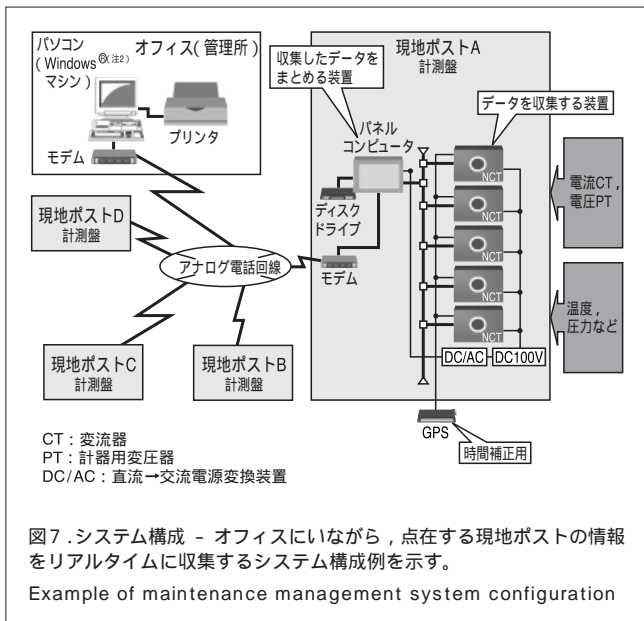 パソコン
(Windows®(注2)
マシン)
オフィス(管理所)
プリンタ
モデム
収集したデータを
まとめる装置
現地ポストA
計測盤
データを収集する装置
パネル
コンピュータ
NCT
NCT
NCT
NCT
NCT
電流CT,
電圧PT
ディスク
ドライブ
モデム
現地ポストD
計測盤
アナログ電話回線
温度,
圧力など
現地ポストC
計測盤
現地ポストB
計測盤
DC/AC
DC100V
GPS
時間補正用
CT:変流器
PT:計器用変圧器
DC/AC:直流→交流電源変換装置
図7.システム構成 - オフィスにいながら,点在する現地ポストの情報
をリアルタイムに収集するシステム構成例を示す。
Example of maintenance management system configuration